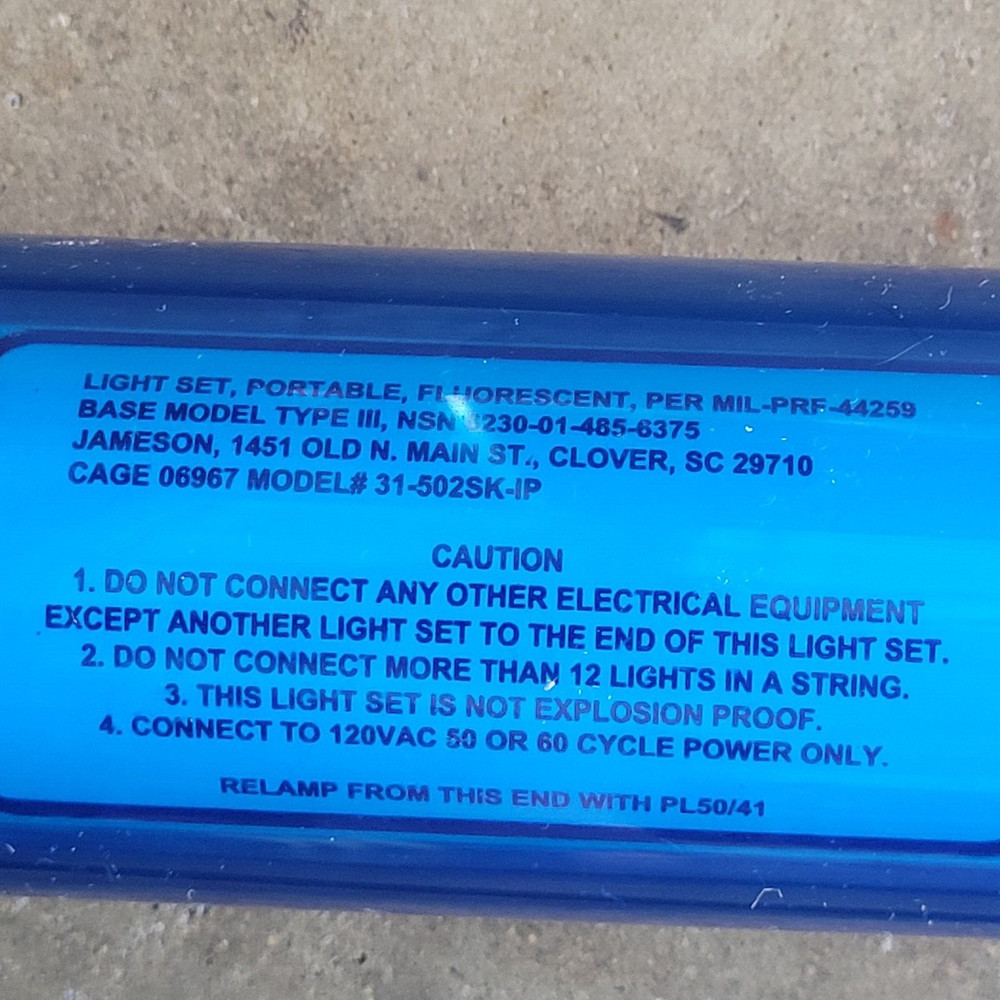 LIGHT SET, PORTABLE, FLUORESCENT, PER MIL-PRF-44259
BASE MODEL TYPE III, NSN 6230-01-485-6375
JAMESON, 1451 OLD N. MAIN ST., CLOVER, SC 29710
CAGE 06967 MODEL# 31-502SK-IP
CAUTION
1. DO NOT CONNECT ANY OTHER ELECTRICAL EQUIPMENT
EXCEPT ANOTHER LIGHT SET TO THE END OF THIS LIGHT SET.
2. DO NOT CONNECT MORE THAN 12 LIGHTS IN A STRING.
3. THIS LIGHT SET IS NOT EXPLOSION PROOF.
4. CONNECT TO 120VAC 50 OR 60 CYCLE POWER ONLY.
RELAMP FROM THIS END WITH PL50/41